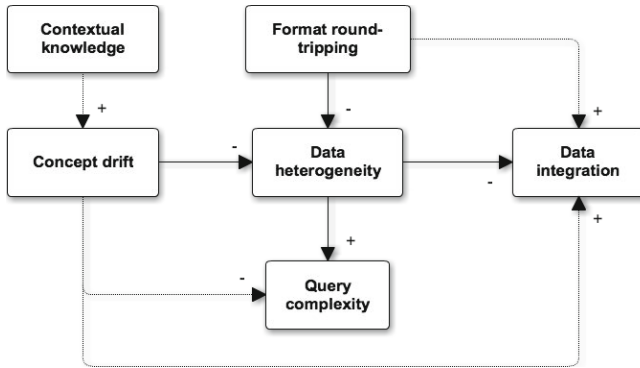 Contextual
knowledge
Format round-
tripping
+
-
+
Concept drift
-
Data
heterogeneity
-
Data
integration
+
+
-
Query
complexity